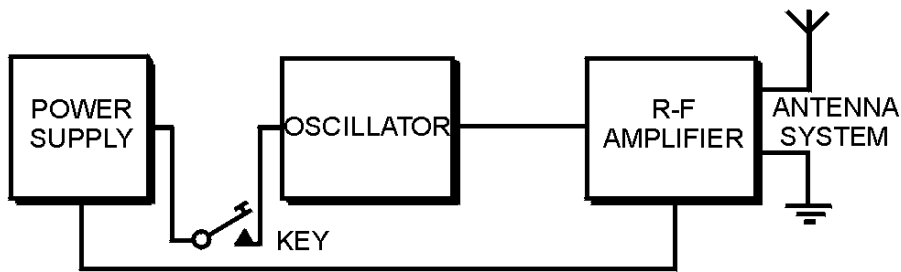 POWER
SUPPLY
OSCILLATOR
R-F
AMPLIFIER
ANTENNA
SYSTEM
KEY